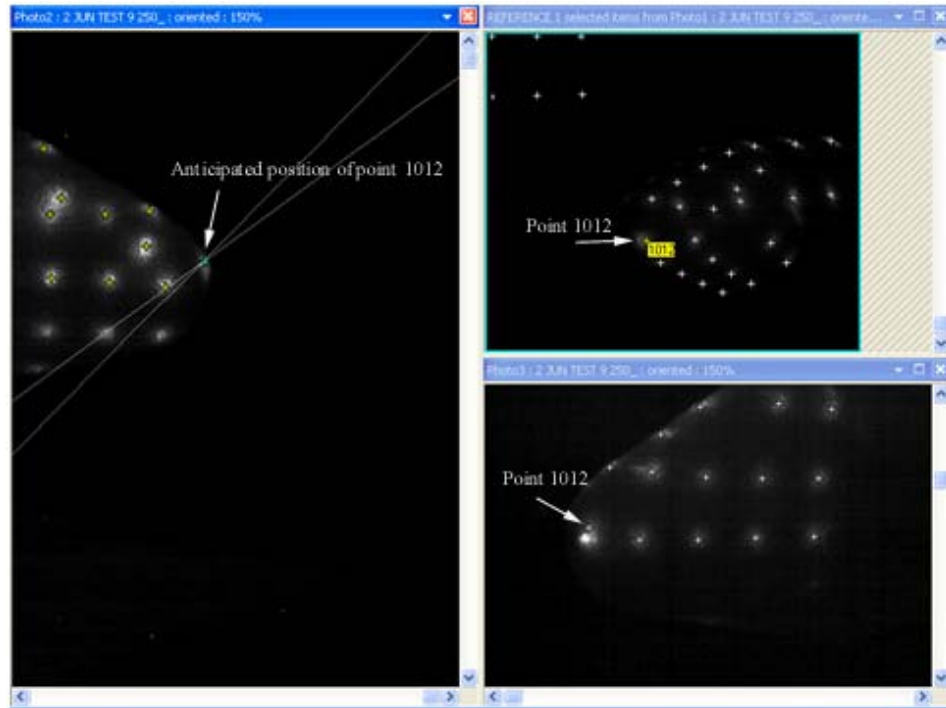 Photo2 : 2 JUN TEST 9 250_ : oriented : 150%
Anticipated position of point 1012
REFERENCE 1 selected items from Photo1 : 2 JUN TEST 9 250_ : oriente...
Point 1012
1012
Photo3 : 2 JUN TEST 9 250_ : oriented : 150%
Point 1012